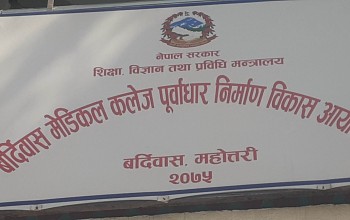 नेपाल सरकार
शिक्षा, विज्ञान तथा प्रविधि मन्त्रालय
बर्दिवास मेडिकल कलेज पूर्वाधार निर्माण विकास
बर्दिवास, महोत्तरी
२०७५